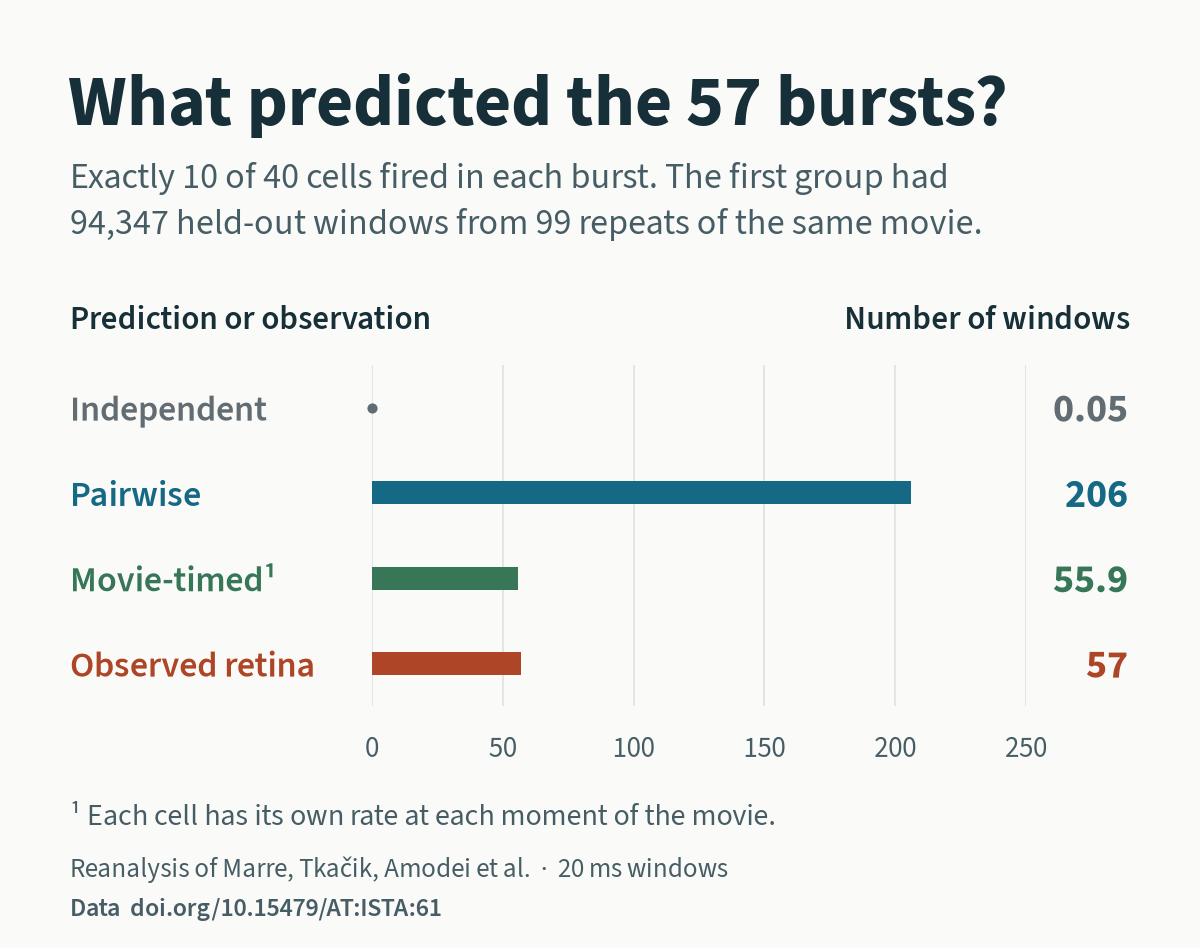 What predicted the 57 bursts?
Exactly 10 of 40 cells fired in each burst. The first group had
94,347 held-out windows from 99 repeats of the same movie.
Prediction or observation Number of windows
Independent 0.05
Pairwise 206
Movie-timed¹ 55.9
Observed retina 57
0 50 100 150 200 250
¹ Each cell has its own rate at each moment of the movie.
Reanalysis of Marre, Tkačik, Amodei et al. · 20 ms windows
Data doi.org/10.15479/AT:ISTA:61